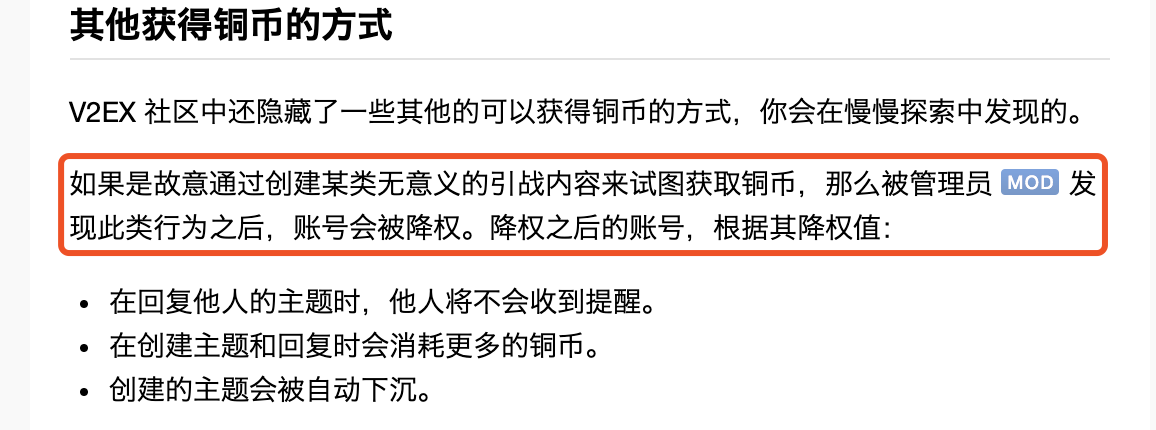 其他获得铜币的方式
V2EX 社区中还隐藏了一些其他的可以获得铜币的方式，你会在慢慢探索中发现的。
如果是故意通过创建某类无意义的引战内容来试图获取铜币，那么被管理员 MOD 发
现此类行为之后，账号会被降权。降权之后的账号，根据其降权值：
• 在回复他人的主题时，他人将不会收到提醒。
• 在创建主题和回复时会消耗更多的铜币。
• 创建的主题会被自动下沉。